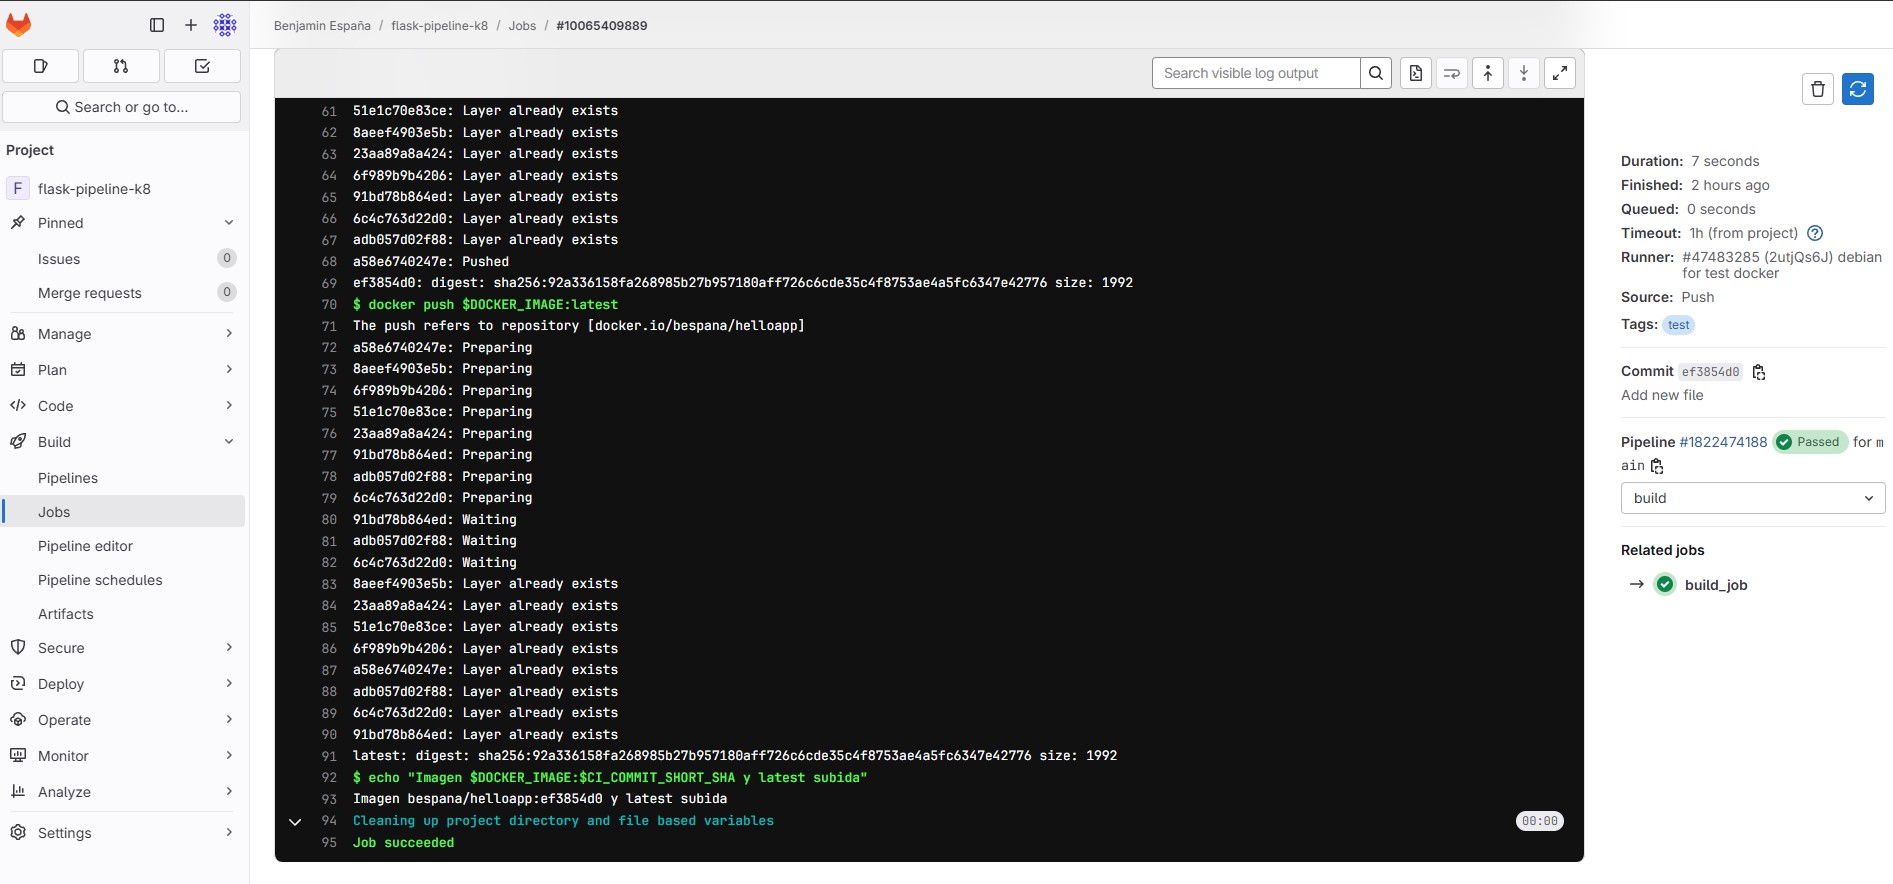 Benjamin España / flask-pipeline-k8 / Jobs / #10065409889
Search or go to...
Project
F flask-pipeline-k8
Pinned
Issues 0
Merge requests 0
Manage
Plan
Code
Build
Pipelines
Jobs
Pipeline editor
Pipeline schedules
Artifacts
Secure
Deploy
Operate
Monitor
Analyze
Settings
Search visible log output
61 51e1c70e83ce: Layer already exists
62 8aeef4903e5b: Layer already exists
63 23aa89a8a424: Layer already exists
64 6f989b9b4206: Layer already exists
65 91bd78b864ed: Layer already exists
66 6c4c763d22d0: Layer already exists
67 adb057d02f88: Layer already exists
68 a58e6740247e: Pushed
69 ef3854d0: digest: sha256:92a336158fa268985b27b957180aff726c6cde35c4f8753ae4a5fc6347e42776 size: 1992
70 $ docker push $DOCKER_IMAGE:latest
71 The push refers to repository [docker.io/bespana/helloapp]
72 a58e6740247e: Preparing
73 8aeef4903e5b: Preparing
74 6f989b9b4206: Preparing
75 51e1c70e83ce: Preparing
76 23aa89a8a424: Preparing
77 91bd78b864ed: Preparing
78 adb057d02f88: Preparing
79 6c4c763d22d0: Preparing
80 91bd78b864ed: Waiting
81 adb057d02f88: Waiting
82 6c4c763d22d0: Waiting
83 8aeef4903e5b: Layer already exists
84 23aa89a8a424: Layer already exists
85 51e1c70e83ce: Layer already exists
86 6f989b9b4206: Layer already exists
87 a58e6740247e: Layer already exists
88 adb057d02f88: Layer already exists
89 6c4c763d22d0: Layer already exists
90 91bd78b864ed: Layer already exists
91 latest: digest: sha256:92a336158fa268985b27b957180aff726c6cde35c4f8753ae4a5fc6347e42776 size: 1992
92 $ echo "Imagen $DOCKER_IMAGE:$CI_COMMIT_SHORT_SHA y latest subida"
93 Imagen bespana/helloapp:ef3854d0 y latest subida
94 Cleaning up project directory and file based variables 00:00
95 Job succeeded
Duration: 7 seconds
Finished: 2 hours ago
Queued: 0 seconds
Timeout: 1h (from project)
Runner: #47483285 (2utjQs6J) debian
for test docker
Source: Push
Tags: test
Commit ef3854d0
Add new file
Pipeline #1822474188 Passed for m
ain
build
Related jobs
build_job